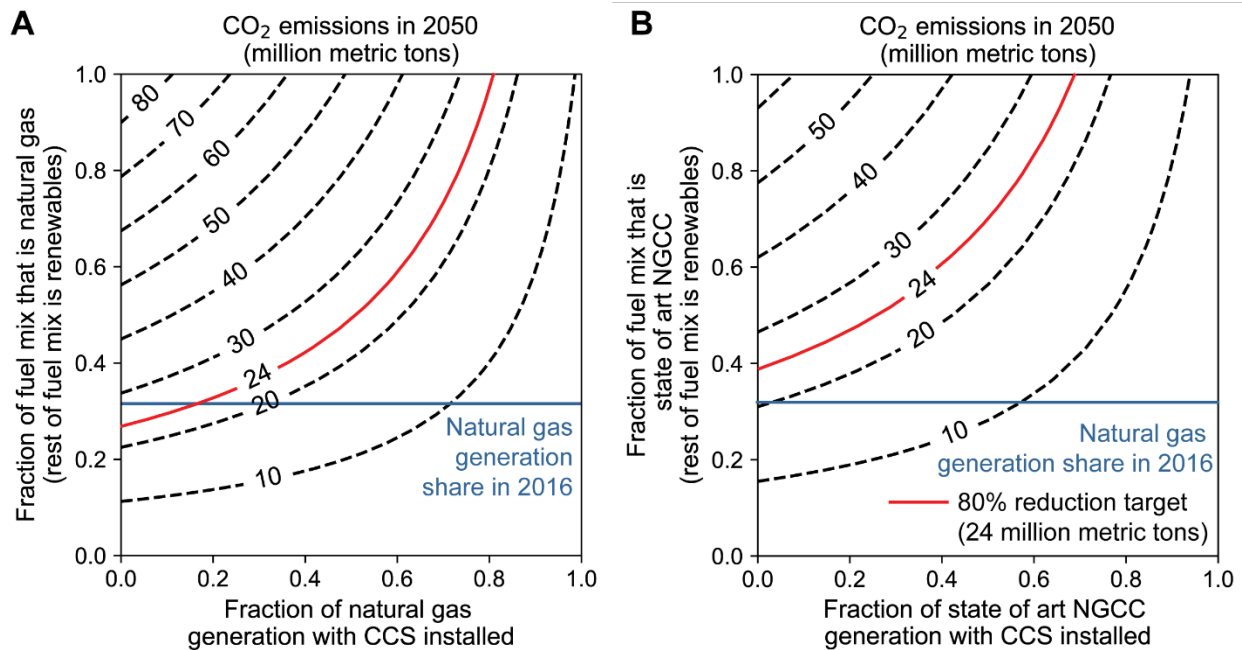 A
CO2 emissions in 2050
(million metric tons)
Fraction of fuel mix that is natural gas
(rest of fuel mix is renewables)
1.0
0.8
0.6
0.4
0.2
0.0
80
70
60
50
40
30
24
20
10
Natural gas
generation
share in 2016
0.0 0.2 0.4 0.6 0.8 1.0
Fraction of natural gas
generation with CCS installed
B
CO2 emissions in 2050
(million metric tons)
Fraction of fuel mix that is
state of art NGCC
(rest of fuel mix is renewables)
1.0
0.8
0.6
0.4
0.2
0.0
50
40
30
24
20
10
Natural gas
generation share in 2016
80% reduction target
(24 million metric tons)
0.0 0.2 0.4 0.6 0.8 1.0
Fraction of state of art NGCC
generation with CCS installed